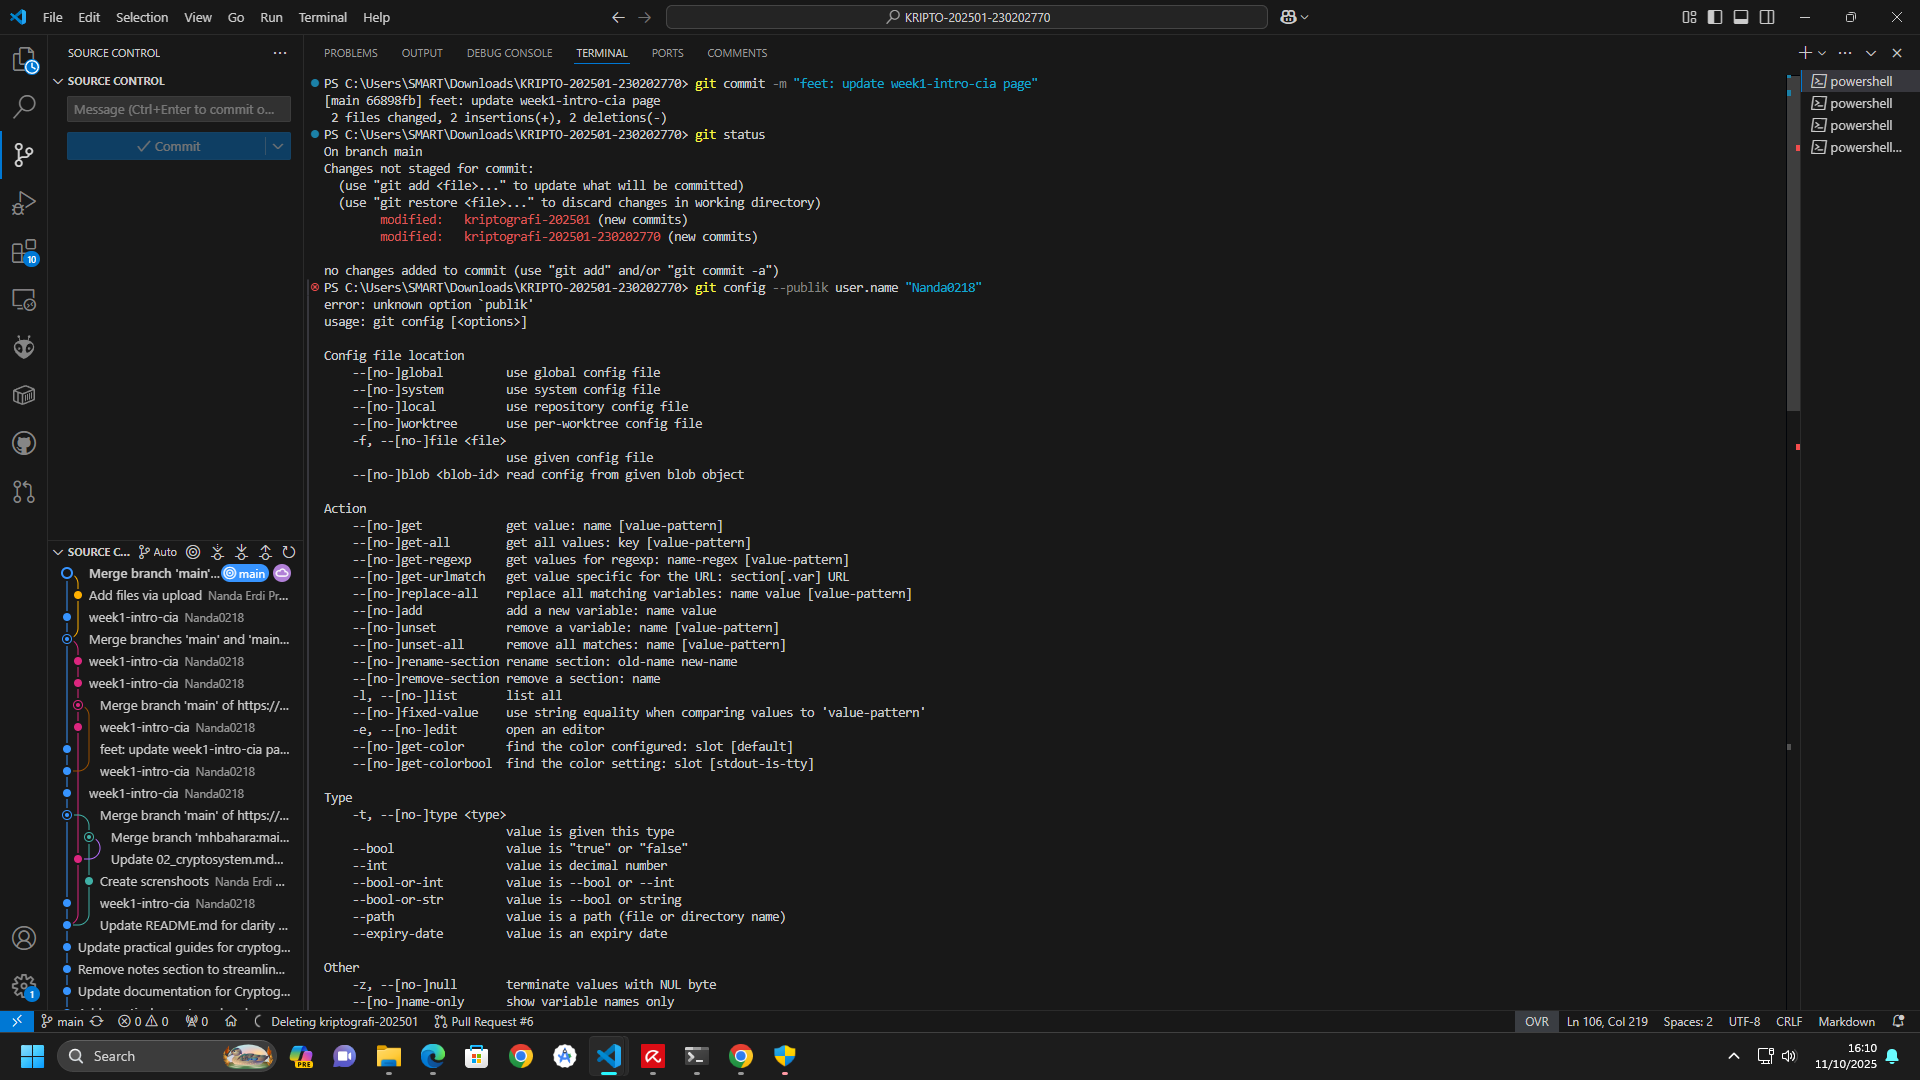 File Edit Selection View Go Run Terminal Help
KRIPTO-202501-230202770
SOURCE CONTROL
SOURCE CONTROL
Message (Ctrl+Enter to commit o...
Commit
10
1
SOURCE C... Auto
Merge branch 'main'... main
Add files via upload Nanda Erdi Pr...
week1-intro-cia Nanda0218
Merge branches 'main' and 'main...
week1-intro-cia Nanda0218
week1-intro-cia Nanda0218
Merge branch 'main' of https://...
week1-intro-cia Nanda0218
feet: update week1-intro-cia pa...
week1-intro-cia Nanda0218
week1-intro-cia Nanda0218
Merge branch 'main' of https://...
Merge branch 'mhbahara:mai...
Update 02_cryptosystem.md...
Create screnshoots Nanda Erdi ...
week1-intro-cia Nanda0218
Update README.md for clarity ...
Update practical guides for cryptog...
Remove notes section to streamlin...
Update documentation for Cryptog...
PROBLEMS OUTPUT DEBUG CONSOLE TERMINAL PORTS COMMENTS
PS C:\Users\SMART\Downloads\KRIPTO-202501-230202770> git commit -m "feet: update week1-intro-cia page"
[main 66898fb] feet: update week1-intro-cia page
2 files changed, 2 insertions(+), 2 deletions(-)
PS C:\Users\SMART\Downloads\KRIPTO-202501-230202770> git status
On branch main
Changes not staged for commit:
(use "git add <file>..." to update what will be committed)
(use "git restore <file>..." to discard changes in working directory)
modified: kriptografi-202501 (new commits)
modified: kriptografi-202501-230202770 (new commits)
no changes added to commit (use "git add" and/or "git commit -a")
PS C:\Users\SMART\Downloads\KRIPTO-202501-230202770> git config --publik user.name "Nanda0218"
error: unknown option `publik'
usage: git config [<options>]
Config file location
--[no-]global use global config file
--[no-]system use system config file
--[no-]local use repository config file
--[no-]worktree use per-worktree config file
-f, --[no-]file <file>
use given config file
--[no-]blob <blob-id> read config from given blob object
Action
--[no-]get get value: name [value-pattern]
--[no-]get-all get all values: key [value-pattern]
--[no-]get-regexp get values for regexp: name-regex [value-pattern]
--[no-]get-urlmatch get value specific for the URL: section[.var] URL
--[no-]replace-all replace all matching variables: name value [value-pattern]
--[no-]add add a new variable: name value
--[no-]unset remove a variable: name [value-pattern]
--[no-]unset-all remove all matches: name [value-pattern]
--[no-]rename-section rename section: old-name new-name
--[no-]remove-section remove a section: name
-l, --[no-]list list all
--[no-]fixed-value use string equality when comparing values to 'value-pattern'
-e, --[no-]edit open an editor
--[no-]get-color find the color configured: slot [default]
--[no-]get-colorbool find the color setting: slot [stdout-is-tty]
Type
-t, --[no-]type <type>
value is given this type
--bool value is "true" or "false"
--int value is decimal number
--bool-or-int value is --bool or --int
--bool-or-str value is --bool or string
--path value is a path (file or directory name)
--expiry-date value is an expiry date
Other
-z, --[no-]null terminate values with NUL byte
--[no-]name-only show variable names only
powershell
powershell
powershell
powershell...
main 0 0 0 Deleting kriptografi-202501 Pull Request #6 OVR Ln 106, Col 219 Spaces: 2 UTF-8 CRLF Markdown
Search
PRE
16:10
11/10/2025